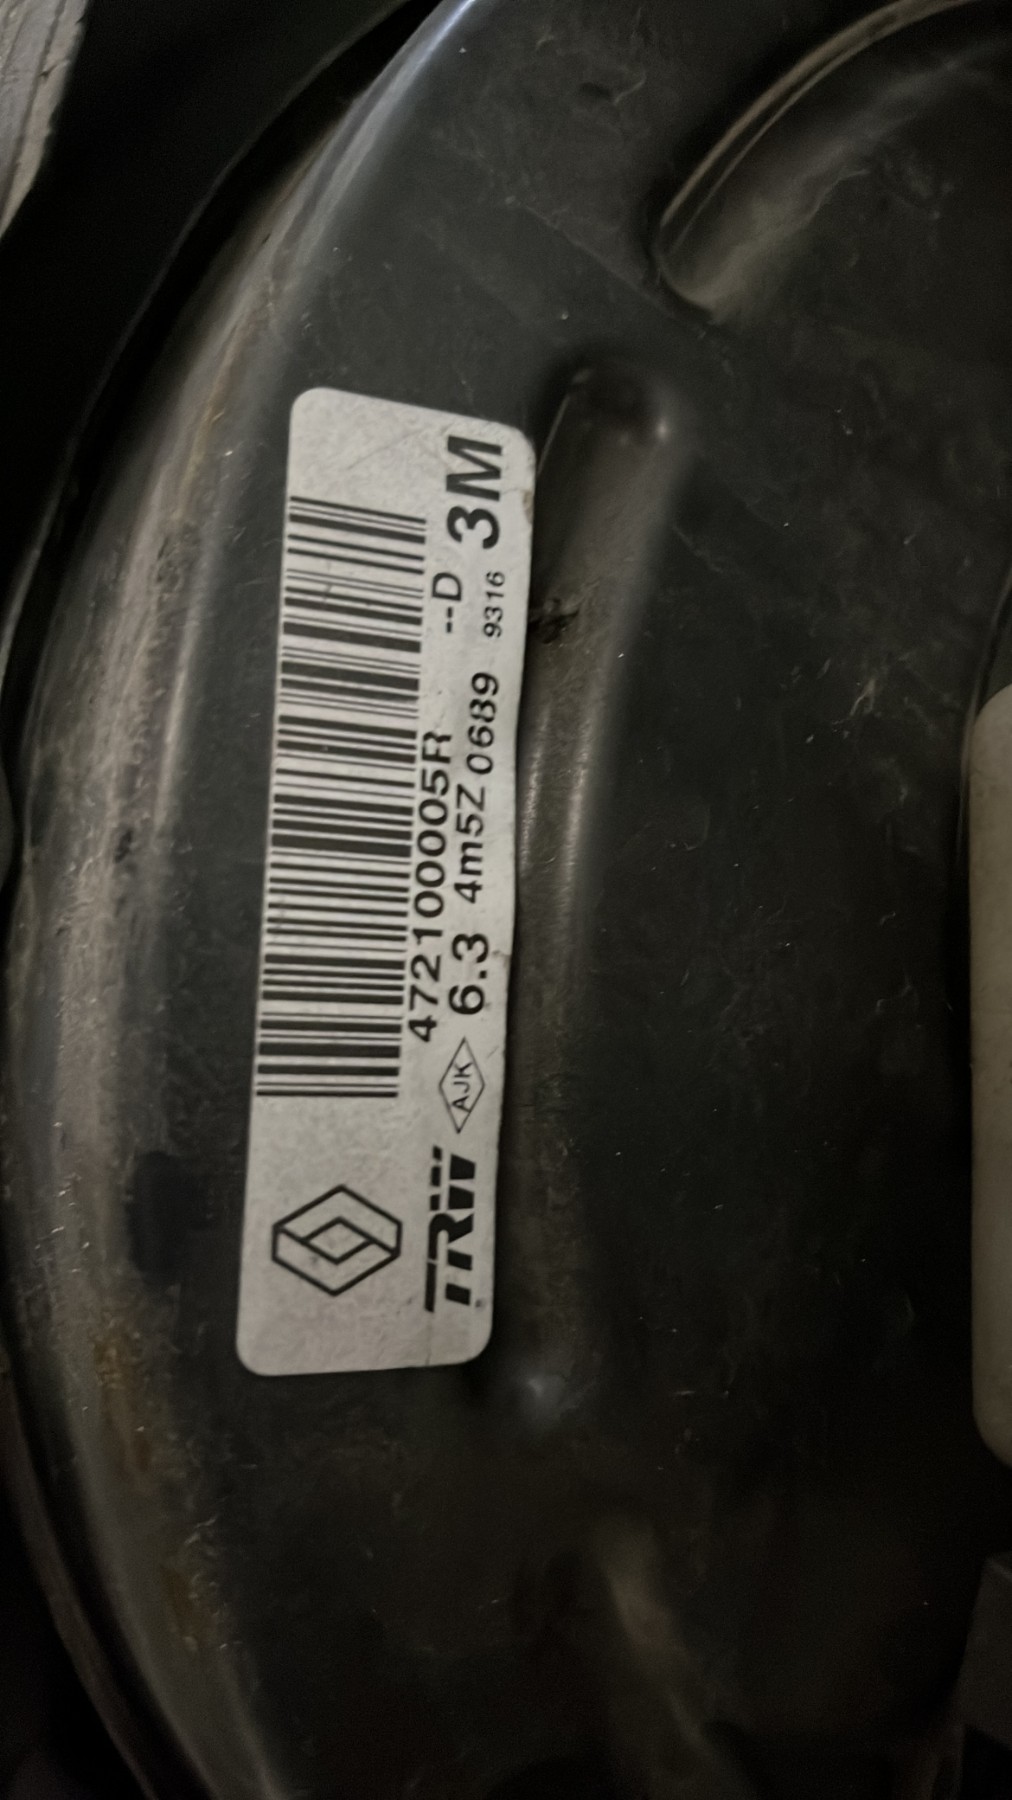 472100005R --D
TRW AJK 6.3 4m5Z 0689 9316 3M